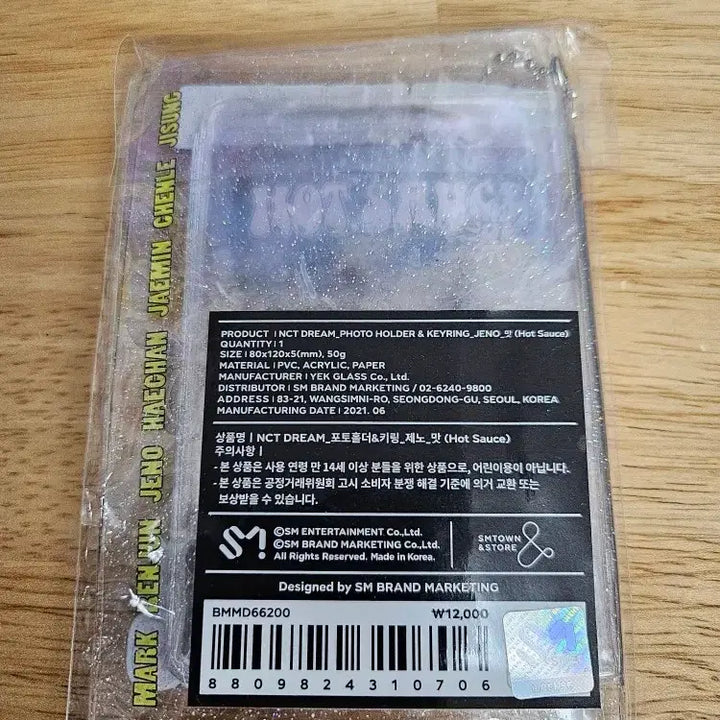 MARK RENJUN JENO HAECHAN JAEMIN CHENLE JISUNG
HOT SAUCE
PRODUCT | NCT DREAM_PHOTO HOLDER & KEYRING_JENO_맛 (Hot Sauce)
QUANTITY | 1
SIZE | 80x120x5(mm), 50g
MATERIAL | PVC, ACRYLIC, PAPER
MANUFACTURER | YEK GLASS Co., Ltd.
DISTRIBUTOR | SM BRAND MARKETING / 02-6240-9800
ADDRESS | 83-21, WANGSIMNI-RO, SEONGDONG-GU, SEOUL, KOREA
MANUFACTURING DATE | 2021. 06
상품명 | NCT DREAM_포토홀더&키링_제노_맛 (Hot Sauce)
주의사항 |
- 본 상품은 사용 연령 만 14세 이상 분들을 위한 상품으로, 어린이용이 아닙니다.
- 본 상품은 공정거래위원회 고시 소비자 분쟁 해결 기준에 의거 교환 또는
보상받을 수 있습니다.
SM
©SM ENTERTAINMENT Co.,Ltd.
©SM BRAND MARKETING Co.,Ltd.
All Rights Reserved. Made in Korea.
SMTOWN
&STORE
&
Designed by SM BRAND MARKETING
BMMD66200
₩12,000
8809824310706